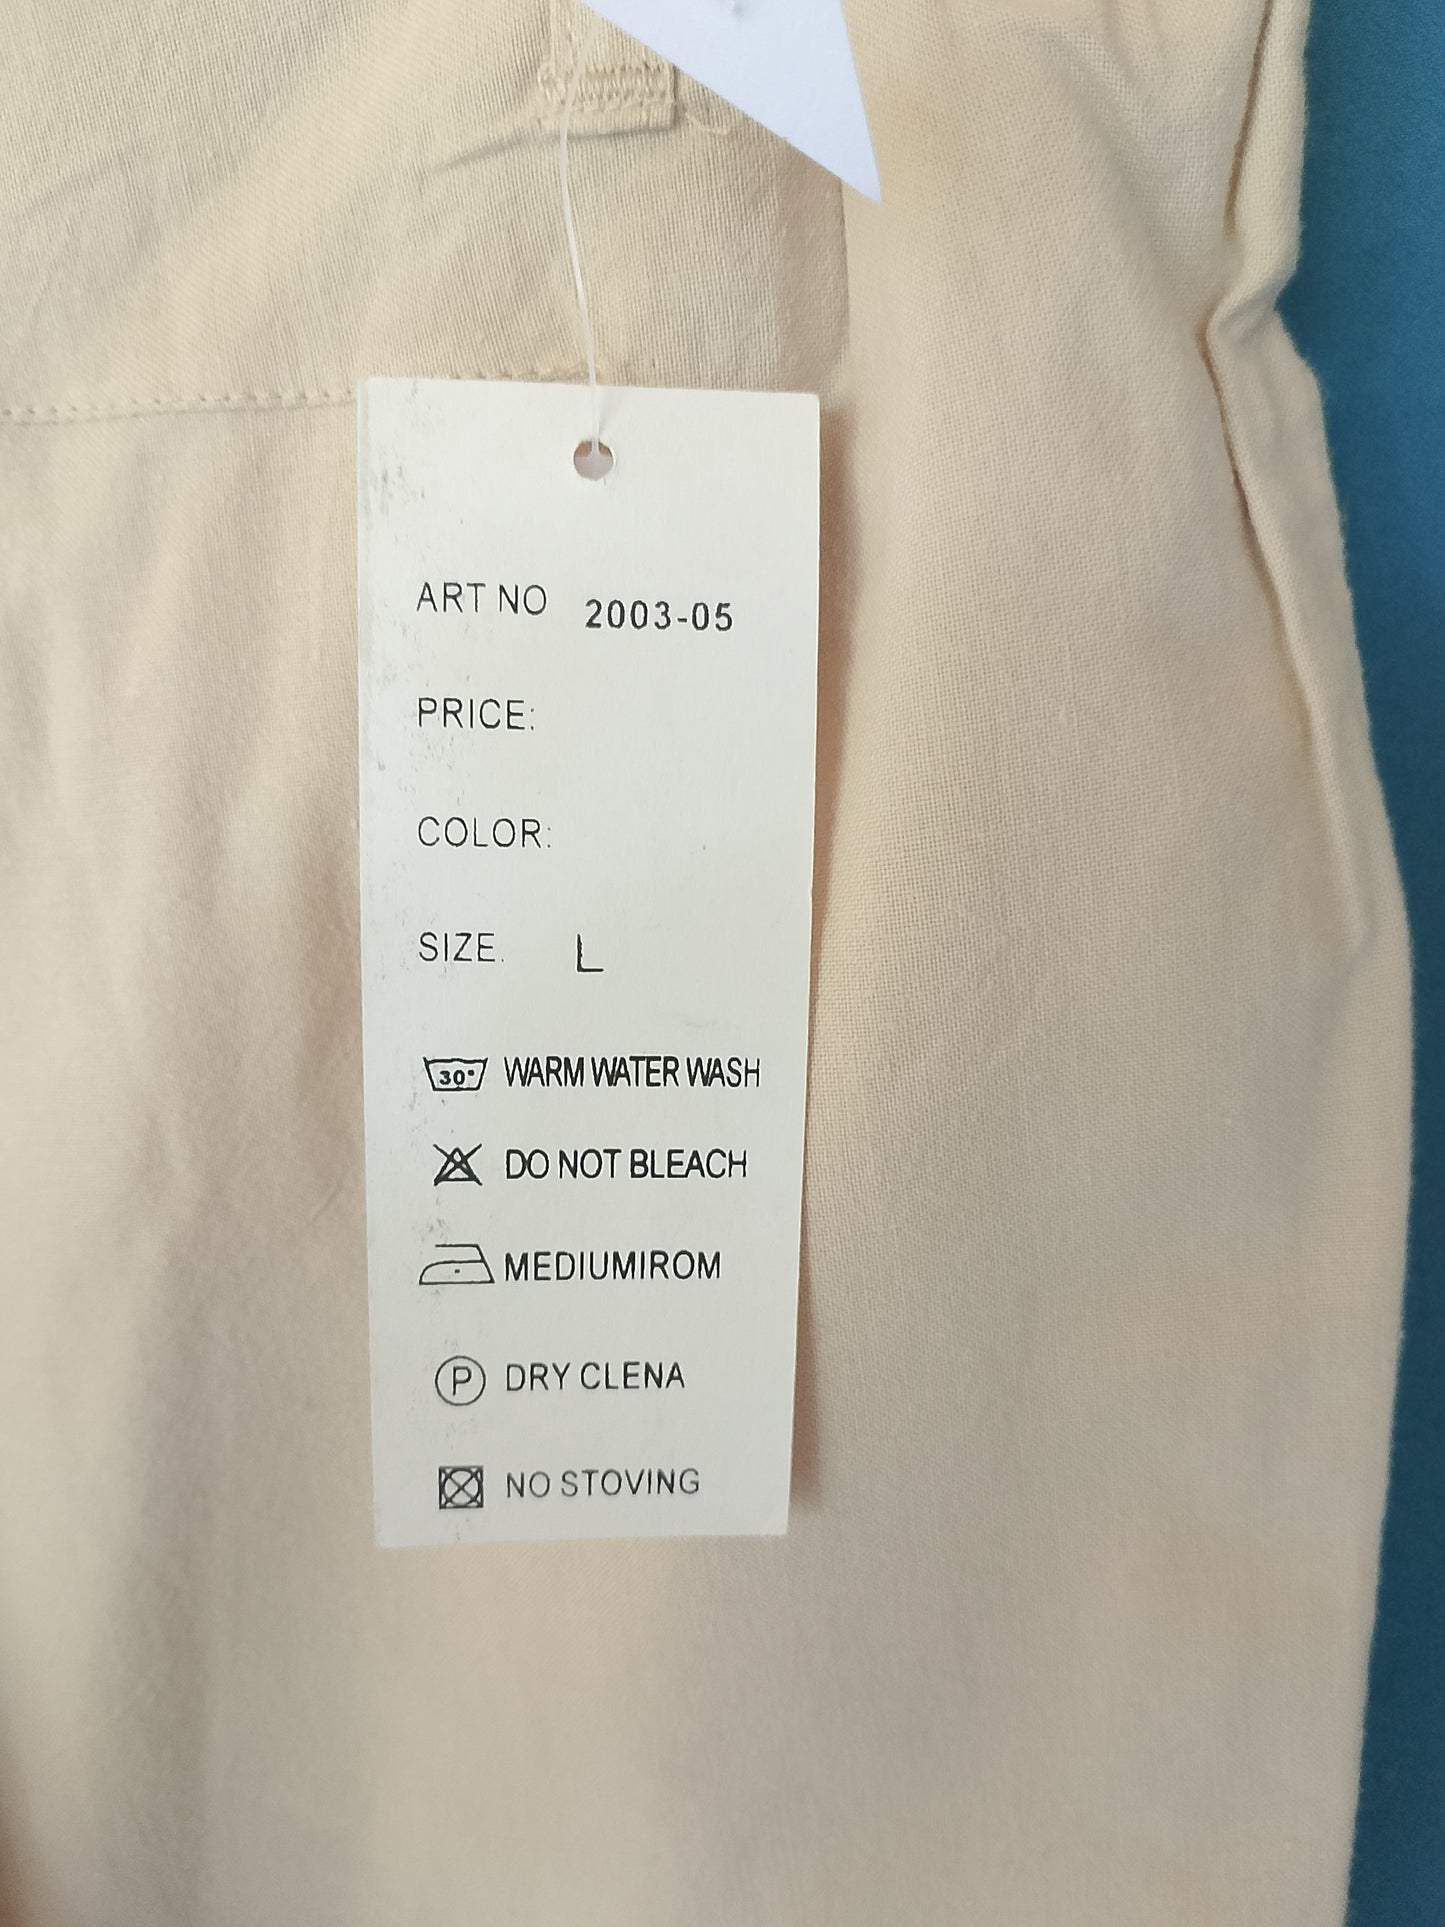 ART NO 2003-05
PRICE:
COLOR:
SIZE. L
30° WARM WATER WASH
DO NOT BLEACH
MEDIUMIROM
P DRY CLENA
NO STOVING